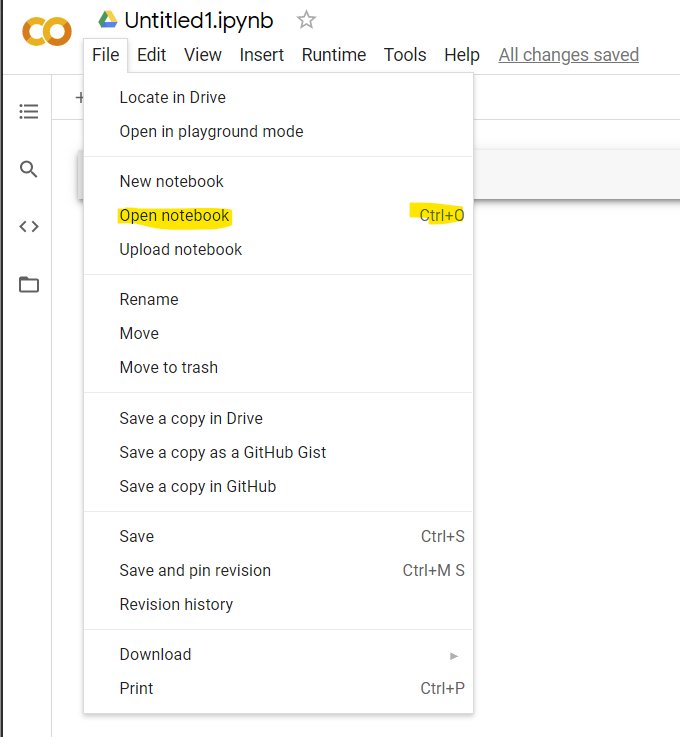 Untitled1.ipynb
File Edit View Insert Runtime Tools Help All changes saved
Locate in Drive
Open in playground mode
New notebook
Open notebook Ctrl+O
Upload notebook
Rename
Move
Move to trash
Save a copy in Drive
Save a copy as a GitHub Gist
Save a copy in GitHub
Save Ctrl+S
Save and pin revision Ctrl+M S
Revision history
Download
Print Ctrl+P